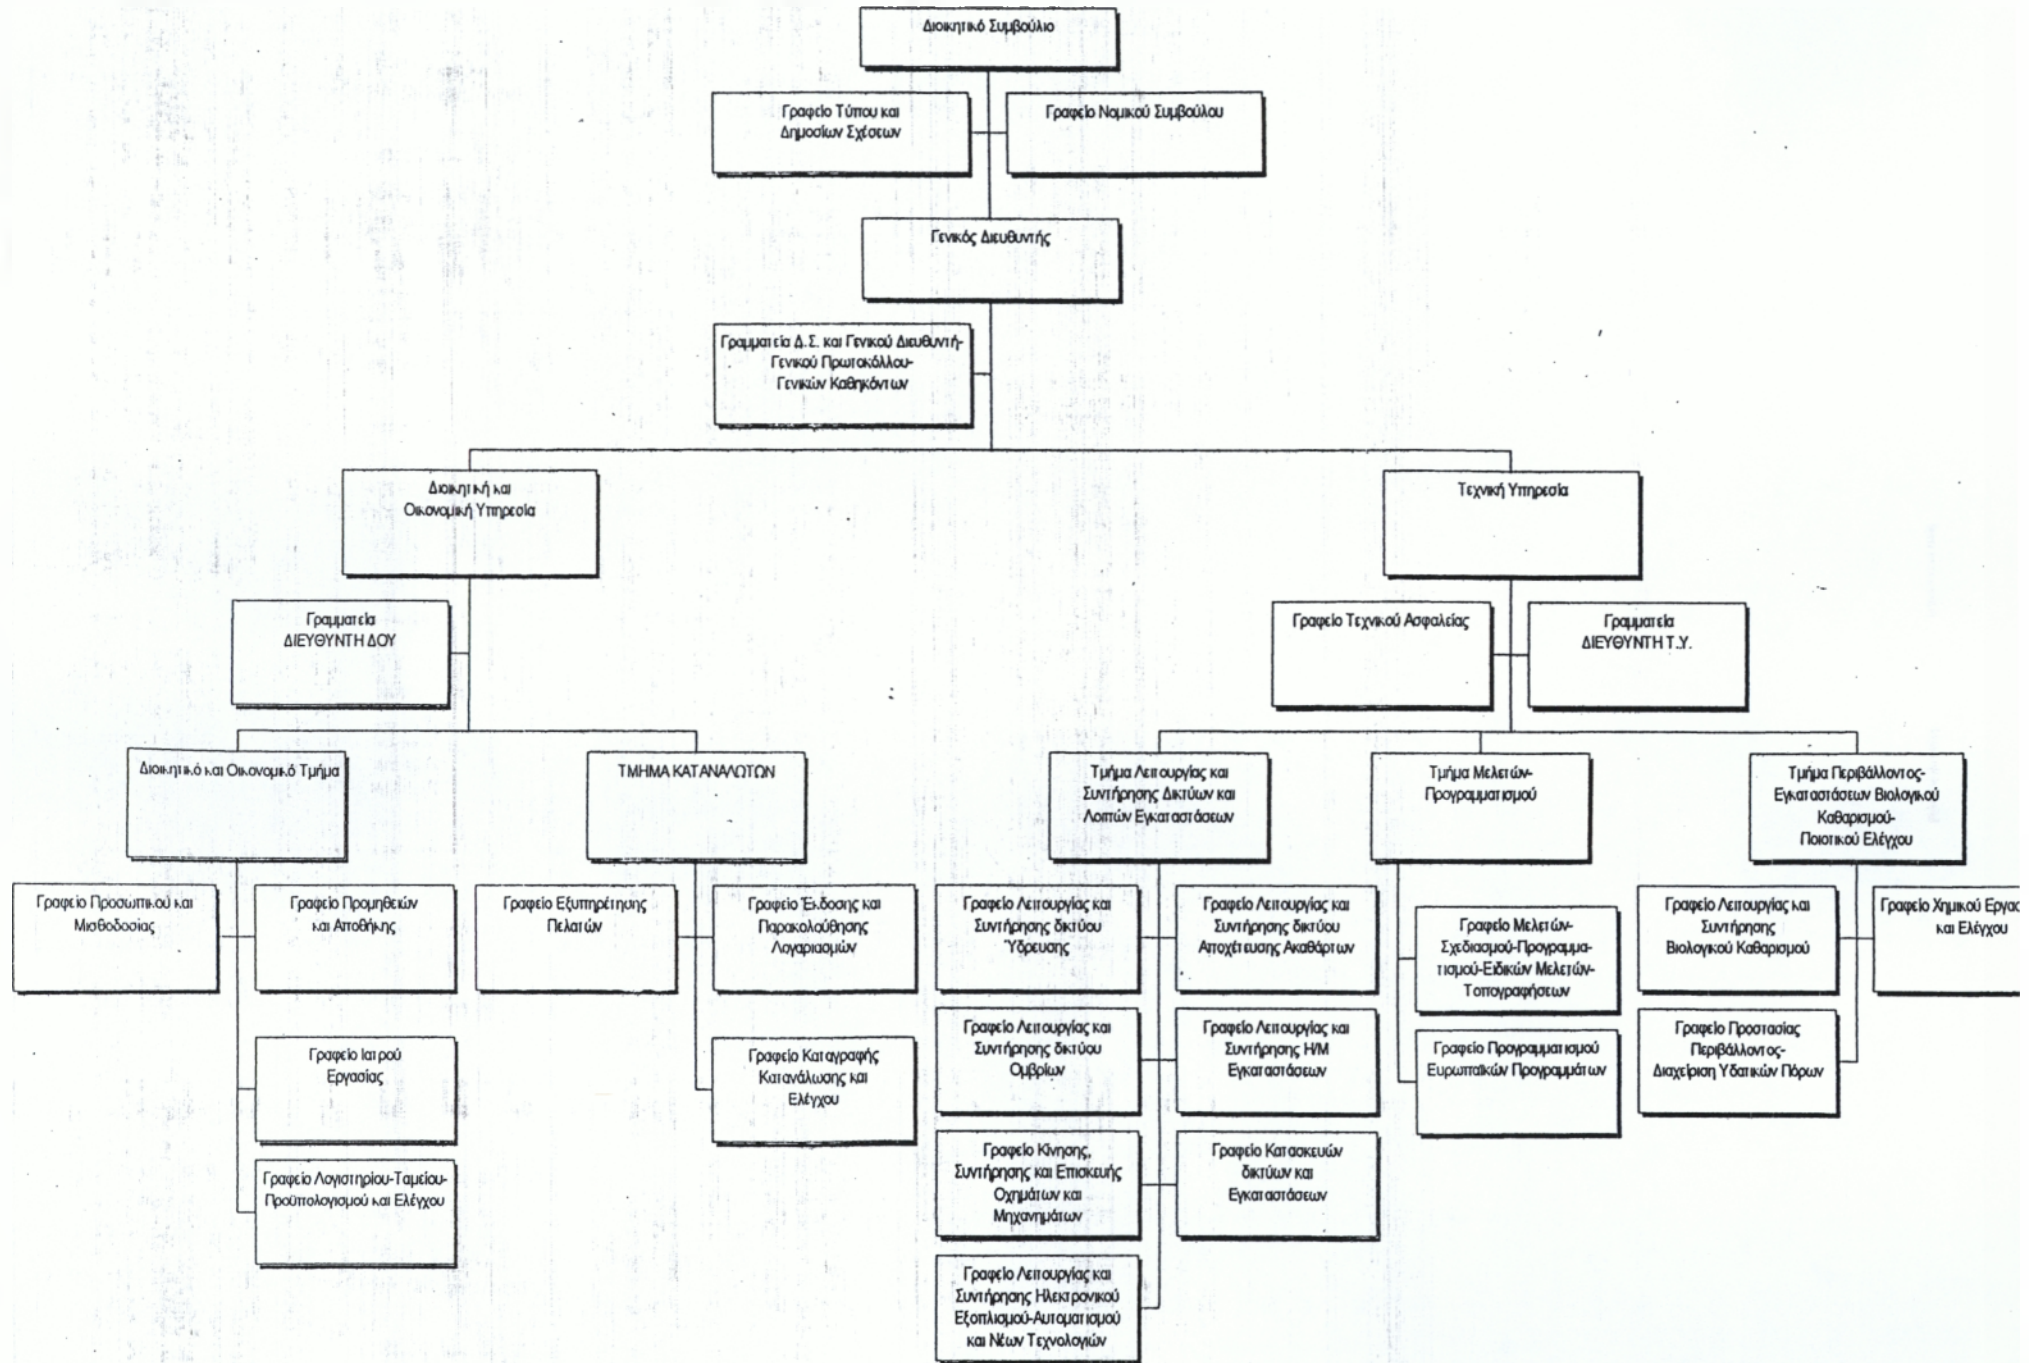 Διοικητικό Συμβούλιο
Γραφείο Τύπου και
Δημοσίων Σχέσεων
Γραφείο Νομικού Συμβούλου
Γενικός Διευθυντής
Γραμματεία Δ.Σ. και Γενικού Διευθυντή-
Γενικού Πρωτοκόλλου-
Γενικών Καθηκόντων
Διοικητική και
Οικονομική Υπηρεσία
Τεχνική Υπηρεσία
Γραμματεία
ΔΙΕΥΘΥΝΤΗ ΔΟΥ
Γραφείο Τεχνικού Ασφαλείας
Γραμματεία
ΔΙΕΥΘΥΝΤΗ Τ.Υ.
Διοικητικό και Οικονομικό Τμήμα
ΤΜΗΜΑ ΚΑΤΑΝΑΛΩΤΩΝ
Τμήμα Λειτουργίας και
Συντήρησης Δικτύων και
Λοιπών Εγκαταστάσεων
Τμήμα Μελετών-
Προγραμματισμού
Τμήμα Περιβάλλοντος-
Εγκαταστάσεων Βιολογικού
Καθαρισμού-
Ποιοτικού Ελέγχου
Γραφείο Προσωπικού και
Μισθοδοσίας
Γραφείο Προμηθειών
και Αποθήκης
Γραφείο Εξυπηρέτησης
Πελατών
Γραφείο Έκδοσης και
Παρακολούθησης
Λογαριασμών
Γραφείο Λειτουργίας και
Συντήρησης δικτύου
Ύδρευσης
Γραφείο Λειτουργίας και
Συντήρησης δικτύου
Αποχέτευσης Ακαθάρτων
Γραφείο Μελετών-
Σχεδιασμού-Προγραμμα-
τισμού-Ειδικών Μελετών-
Τοπογραφήσεων
Γραφείο Λειτουργίας και
Συντήρησης
Βιολογικού Καθαρισμού
Γραφείο Χημικού Εργασ
και Ελέγχου
Γραφείο Ιατρού
Εργασίας
Γραφείο Καταγραφής
Κατανάλωσης και
Ελέγχου
Γραφείο Λειτουργίας και
Συντήρησης δικτύου
Ομβρίων
Γραφείο Λειτουργίας και
Συντήρησης Η/Μ
Εγκαταστάσεων
Γραφείο Προγραμματισμού
Ευρωπαϊκών Προγραμμάτων
Γραφείο Προστασίας
Περιβάλλοντος-
Διαχείριση Υδατικών Πόρων
Γραφείο Λογιστηρίου-Ταμείου-
Προϋπολογισμού και Ελέγχου
Γραφείο Κίνησης,
Συντήρησης και Επισκευής
Οχημάτων και
Μηχανημάτων
Γραφείο Κατασκευών
δικτύων και
Εγκαταστάσεων
Γραφείο Λειτουργίας και
Συντήρησης Ηλεκτρονικού
Εξοπλισμού-Αυτοματισμού
και Νέων Τεχνολογιών